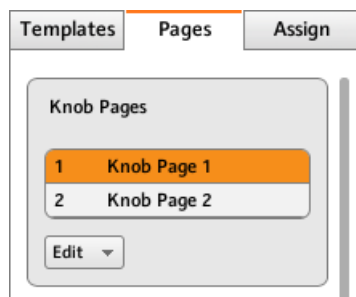 Templates Pages Assign
Knob Pages
1 Knob Page 1
2 Knob Page 2
Edit